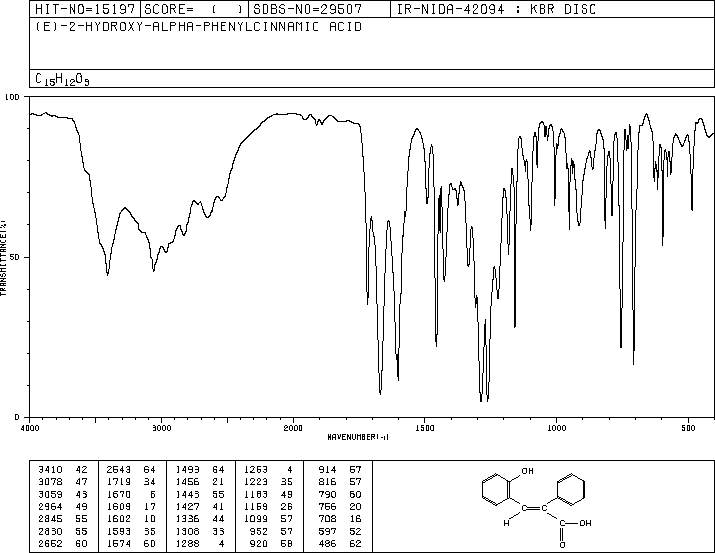 HIT-NO=15197 SCORE= ( ) SDBS-NO=29507 IR-NIDA-42094 : KBR DISC
(E)-2-HYDROXY-ALPHA-PHENYLCINNAMIC ACID
C15H12O3
100
50
0
TRANSMITTANCE(%)
4000 3000 2000 1500 1000 500
WAVENUMBER(-1)
3410 42 2543 64 1493 64 1263 4 914 57
3078 47 1719 34 1456 21 1223 35 816 57
3059 43 1670 6 1443 55 1183 49 790 60
2964 49 1609 17 1427 41 1159 26 756 20
2845 55 1602 10 1336 44 1099 57 708 16
2830 55 1593 35 1308 33 952 57 597 52
2652 60 1574 60 1288 4 920 58 486 62
OH
H C=C
C-OH
O